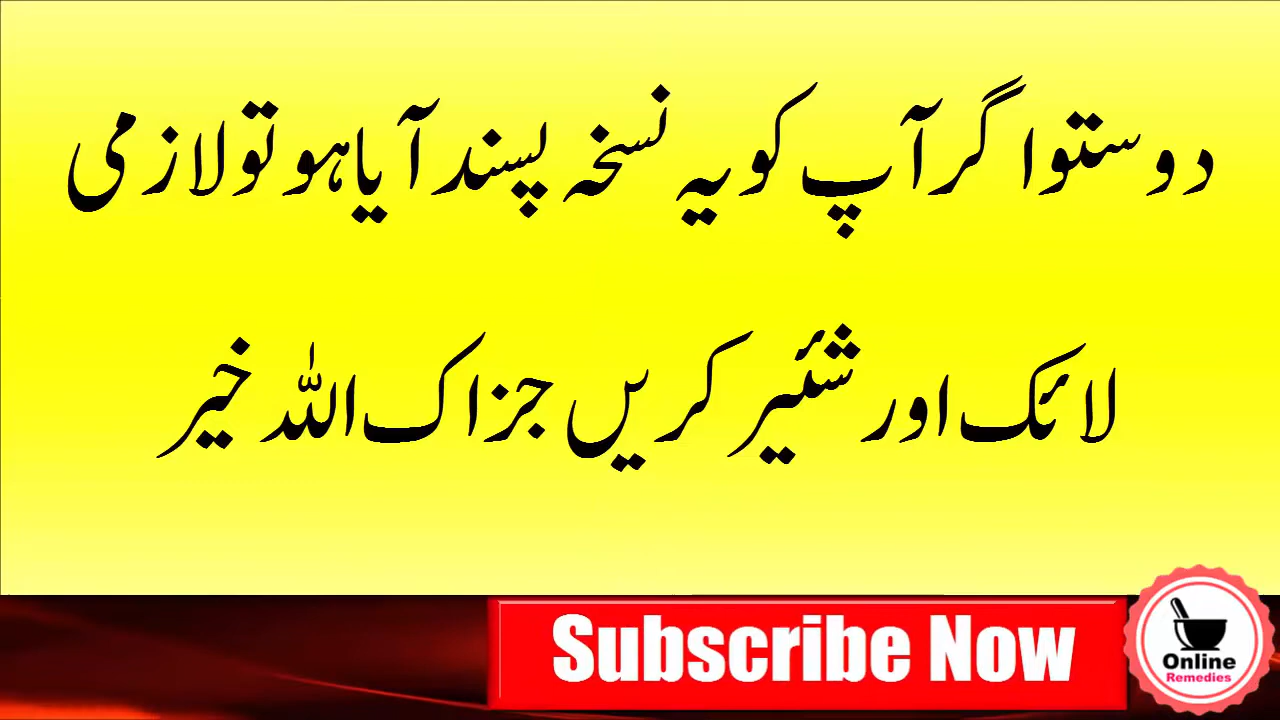 دوستو اگر آپ کو یہ نسخہ پسند آیا ہو تو لازمی
لائک اور شئیر کریں جزاک اللہ خیر
Subscribe Now
Online
Remedies